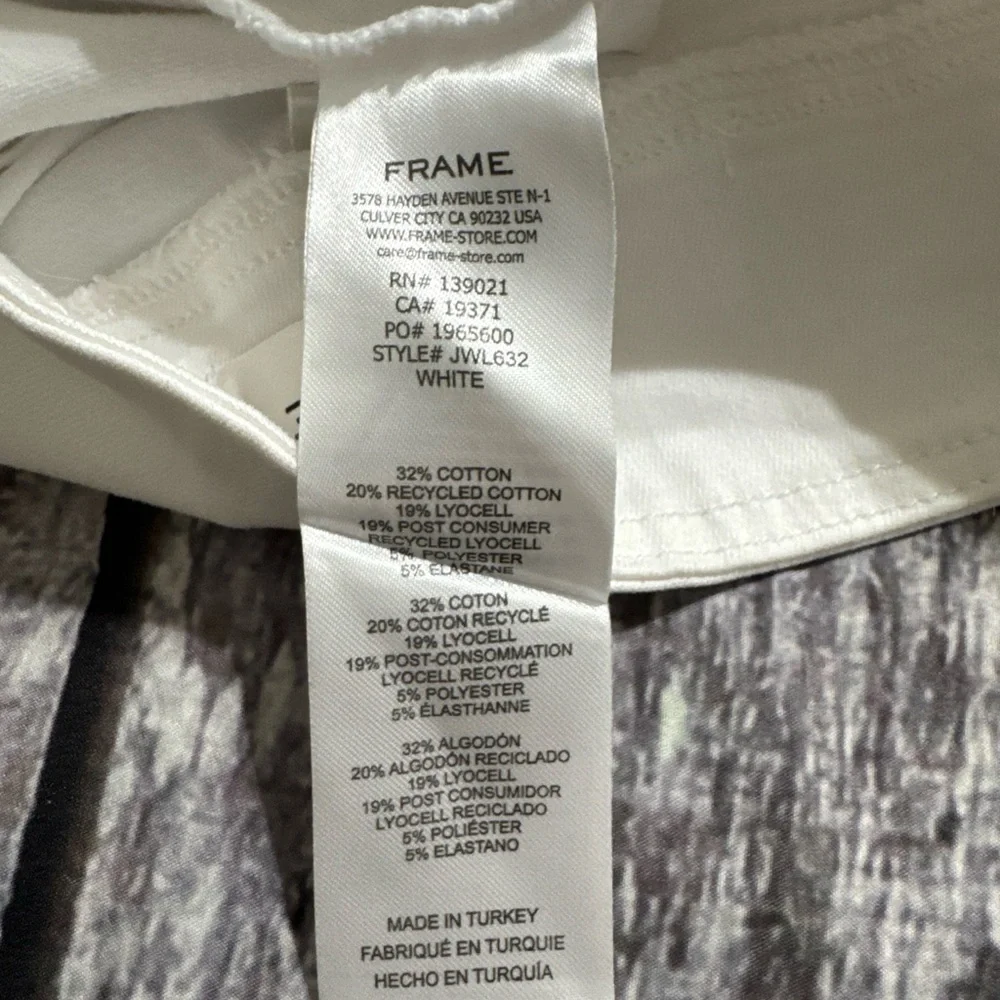 FRAME
3578 HAYDEN AVENUE STE N-1
CULVER CITY CA 90232 USA
WWW.FRAME-STORE.COM
care@frame-store.com
RN# 139021
CA# 19371
PO# 1965600
STYLE# JWL632
WHITE
32% COTTON
20% RECYCLED COTTON
19% LYOCELL
19% POST CONSUMER
RECYCLED LYOCELL
5% POLYESTER
5% ELASTANE
32% COTON
20% COTON RECYCLÉ
19% LYOCELL
19% POST-CONSOMMATION
LYOCELL RECYCLÉ
5% POLYESTER
5% ÉLASTHANNE
32% ALGODÓN
20% ALGODÓN RECICLADO
19% LYOCELL
19% POST CONSUMIDOR
LYOCELL RECICLADO
5% POLIÉSTER
5% ELASTANO
MADE IN TURKEY
FABRIQUÉ EN TURQUIE
HECHO EN TURQUÍA